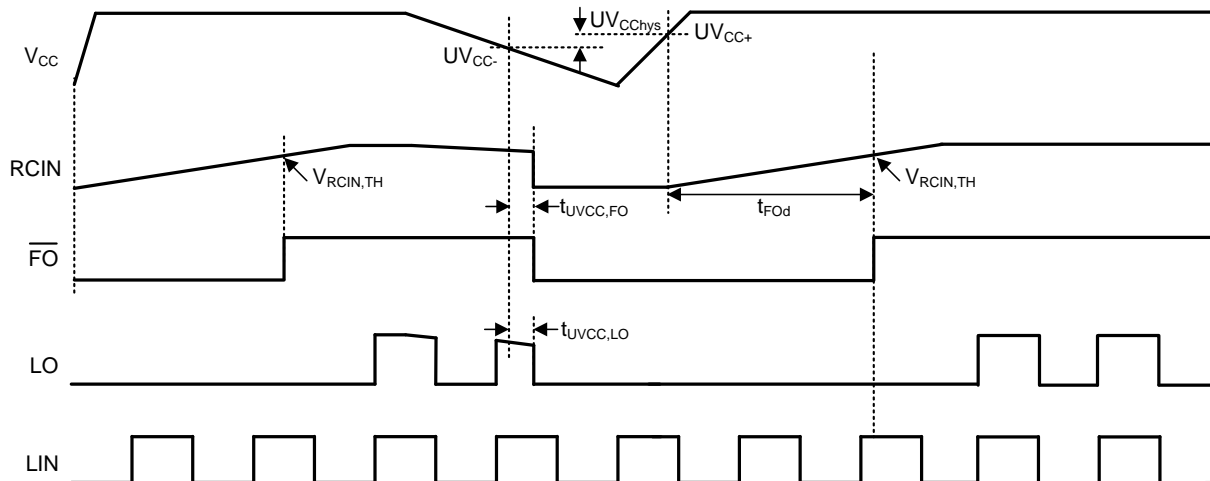 UVCChys
VCC
UVCC-
UVCC+
RCIN
VRCIN,TH
VRCIN,TH
tUVCC,FO
tFOd
FO
LO
tUVCC,LO
LIN